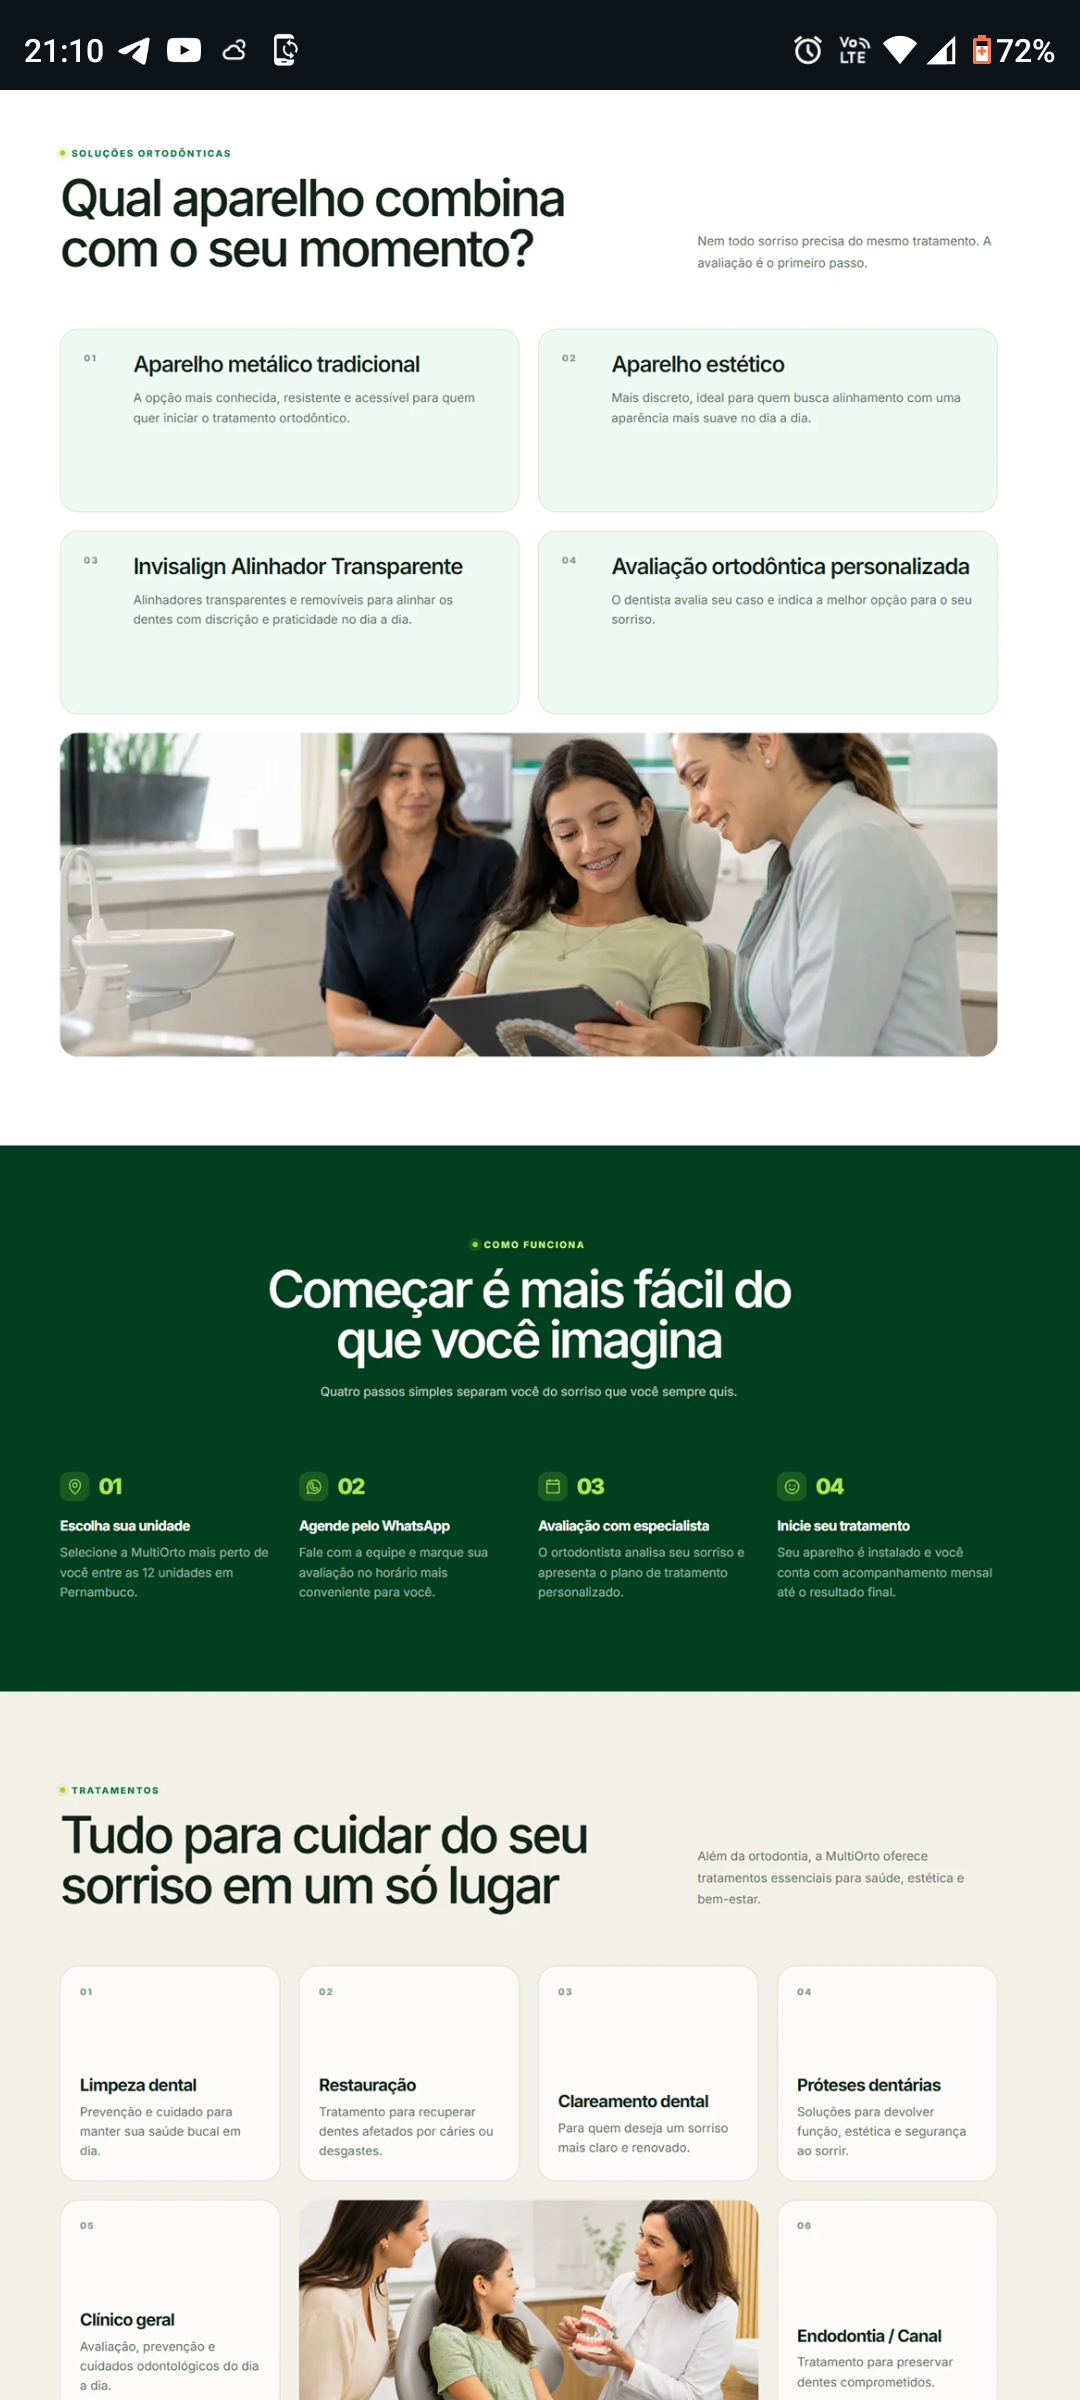 21:10
Vo
LTE
72%
SOLUÇÕES ORTODÔNTICAS
Qual aparelho combina
com o seu momento?
Nem todo sorriso precisa do mesmo tratamento. A
avaliação é o primeiro passo.
01
Aparelho metálico tradicional
A opção mais conhecida, resistente e acessível para quem
quer iniciar o tratamento ortodôntico.
02
Aparelho estético
Mais discreto, ideal para quem busca alinhamento com uma
aparência mais suave no dia a dia.
03
Invisalign Alinhador Transparente
Alinhadores transparentes e removíveis para alinhar os
dentes com discrição e praticidade no dia a dia.
04
Avaliação ortodôntica personalizada
O dentista avalia seu caso e indica a melhor opção para o seu
sorriso.
COMO FUNCIONA
Começar é mais fácil do
que você imagina
Quatro passos simples separam você do sorriso que você sempre quis.
01
Escolha sua unidade
Selecione a MultiOrto mais perto de
você entre as 12 unidades em
Pernambuco.
02
Agende pelo WhatsApp
Fale com a equipe e marque sua
avaliação no horário mais
conveniente para você.
03
Avaliação com especialista
O ortodontista analisa seu sorriso e
apresenta o plano de tratamento
personalizado.
04
Inicie seu tratamento
Seu aparelho é instalado e você
conta com acompanhamento mensal
até o resultado final.
TRATAMENTOS
Tudo para cuidar do seu
sorriso em um só lugar
Além da ortodontia, a MultiOrto oferece
tratamentos essenciais para saúde, estética e
bem-estar.
01
Limpeza dental
Prevenção e cuidado para
manter sua saúde bucal em
dia.
02
Restauração
Tratamento para recuperar
dentes afetados por cáries ou
desgastes.
03
Clareamento dental
Para quem deseja um sorriso
mais claro e renovado.
04
Próteses dentárias
Soluções para devolver
função, estética e segurança
ao sorrir.
05
Clínico geral
Avaliação, prevenção e
cuidados odontológicos do dia
a dia.
06
Endodontia / Canal
Tratamento para preservar
dentes comprometidos.